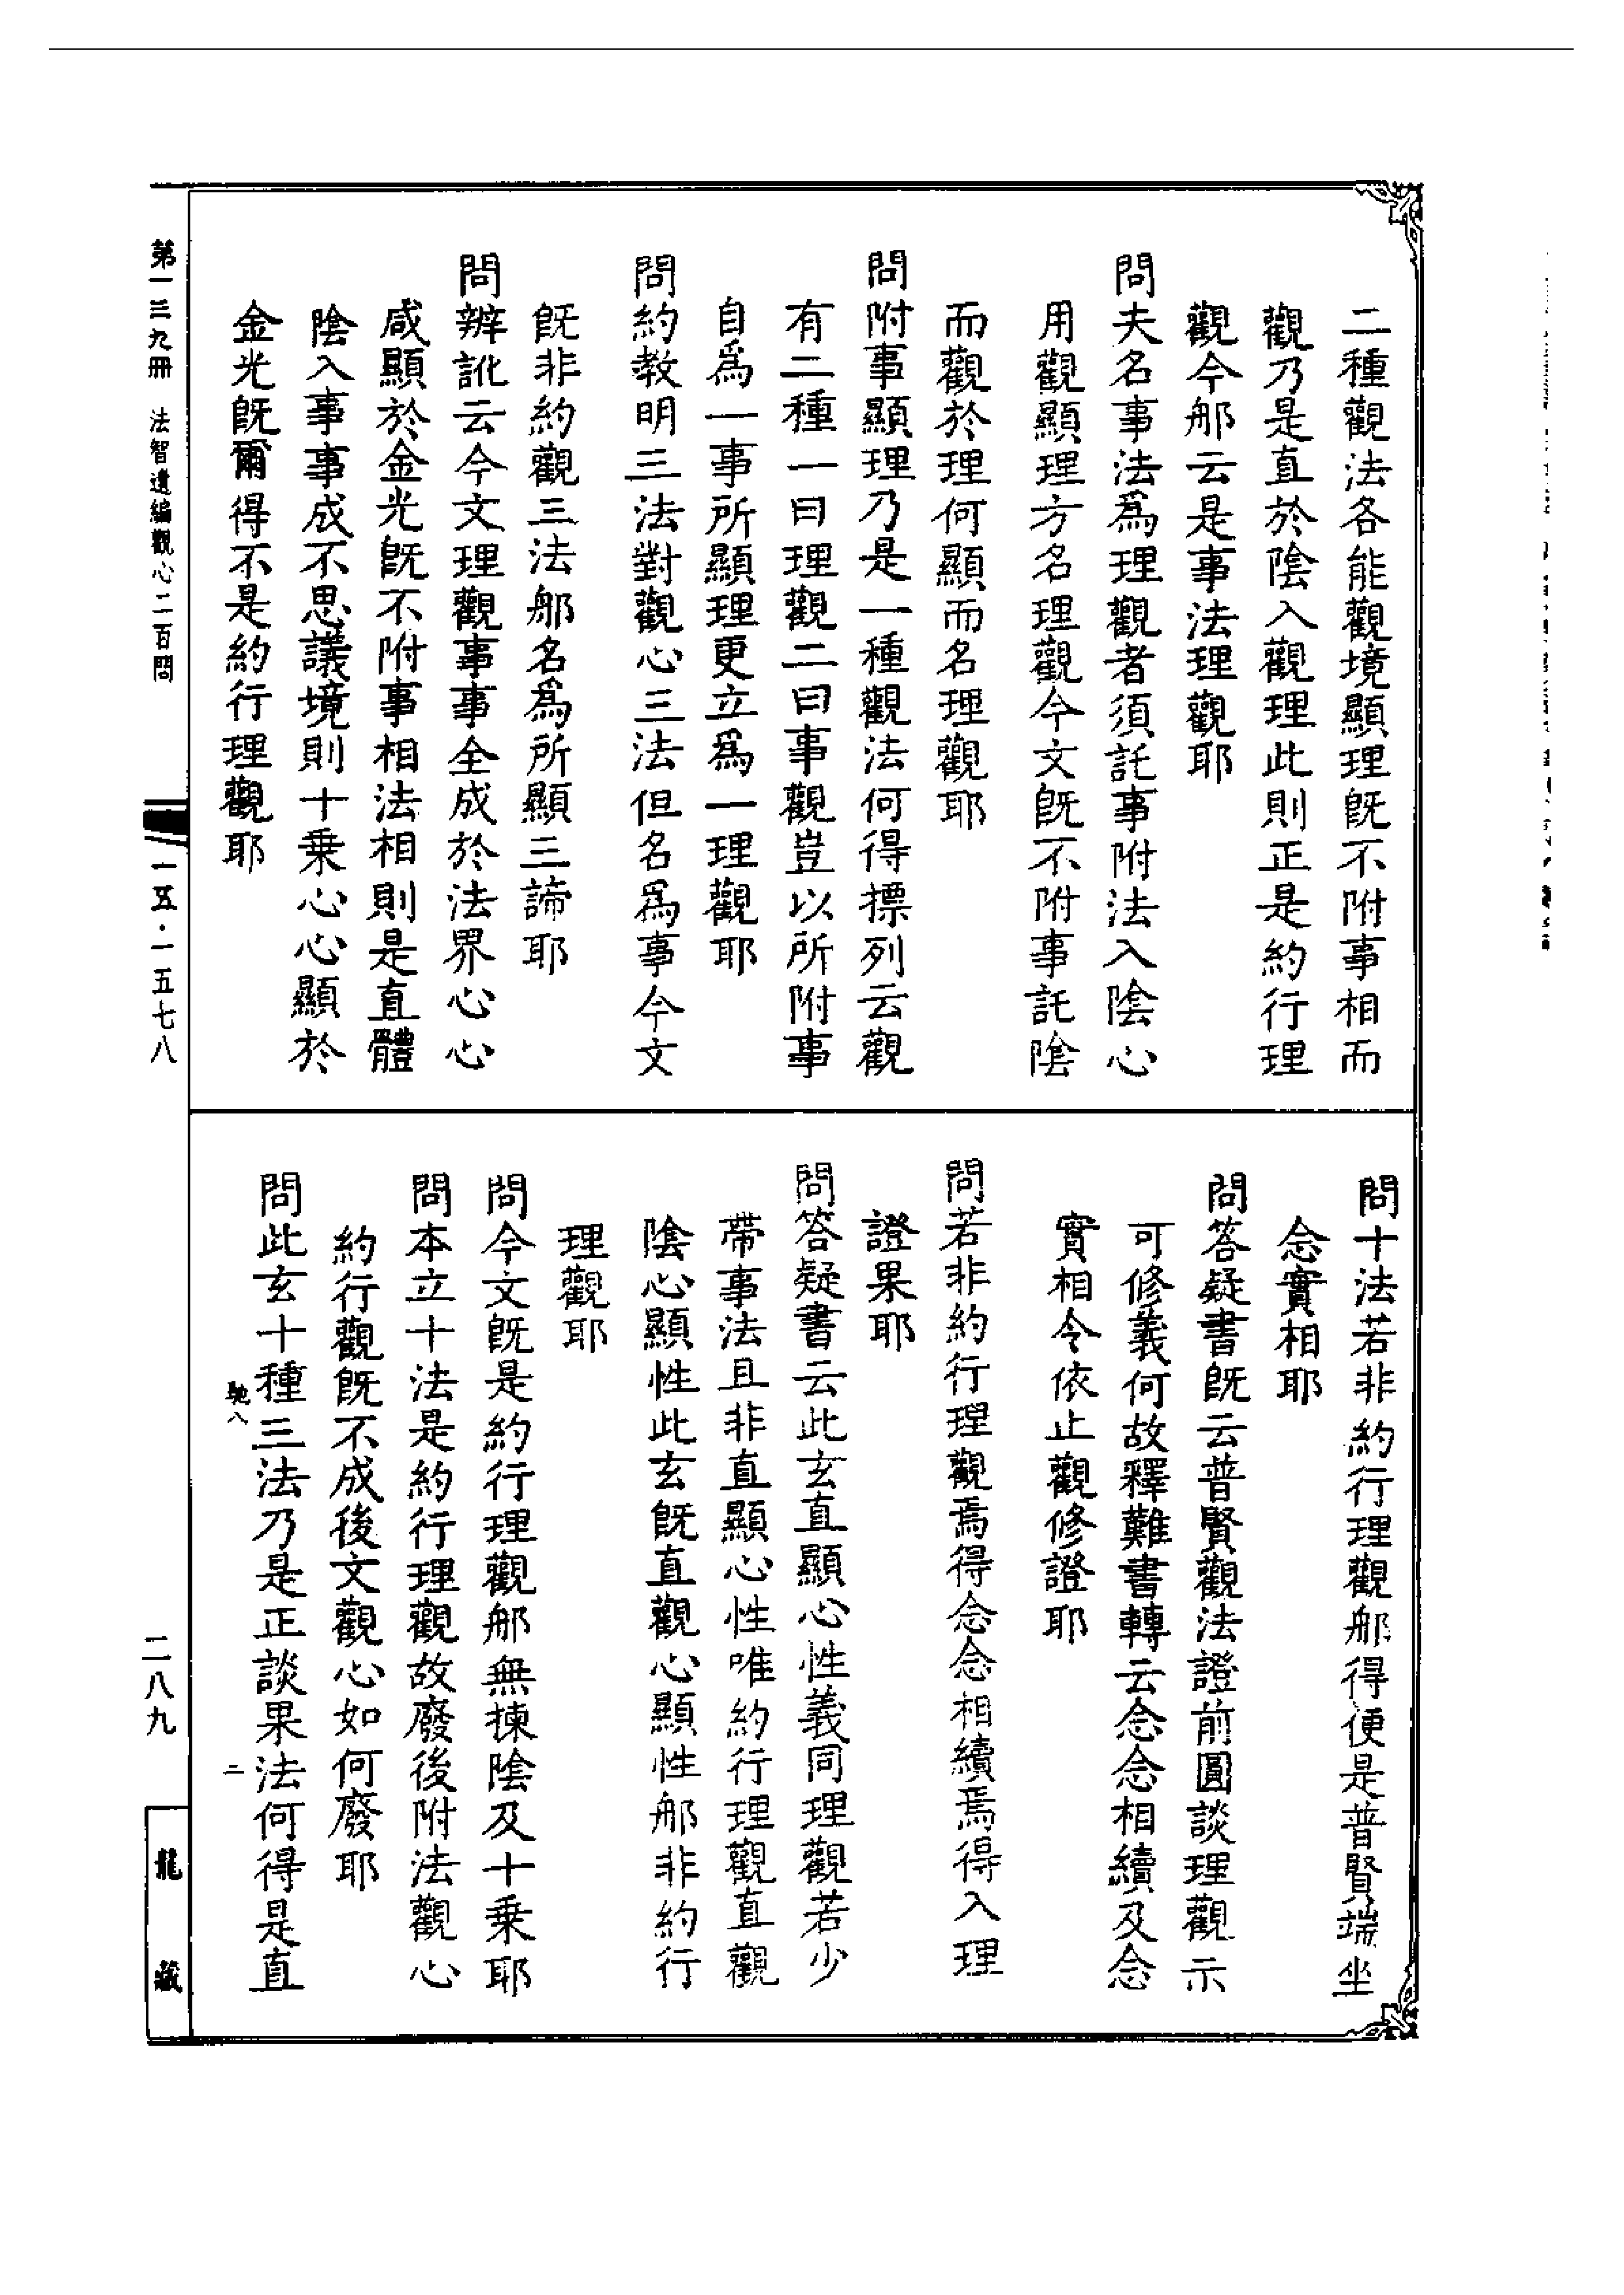 二種觀法各能觀境顯理旣不附事相而
觀乃是直於陰入觀理此則正是約行理
觀今那云是事法理觀耶
問夫名事法爲理觀者須託事附法入陰心
用觀顯理方名理觀今文旣不附事託陰
而觀於理何顯而名理觀耶
問附事顯理乃是一種觀法何得摽列云觀
有二種一曰理觀二曰事觀豈以所附事
自爲一事所顯理更立爲一理觀耶
問約教明三法對觀心三法但名爲事今文
旣非約觀三法那名爲所顯三諦耶
問辨訛云今文理觀事事全成於法界心心
咸顯於金光旣不附事相法相則是直體
陰入事事成不思議境則十乗心心顯於
金光旣爾得不是約行理觀耶
問十法若非約行理觀那得便是普賢端坐
念實相耶
問答疑書旣云普賢觀法證前圓談理觀示
可修義何故釋難書轉云念念相續及念
實相令依止觀修證耶
問若非約行理觀焉得念念相續焉得入理
證果耶
問答疑書云此玄直顯心性義同理觀若少
帶事法且非直顯心性唯約行理觀直觀
陰心顯性此玄旣直觀心顯性那非約行
理觀耶
問今文旣是約行理觀那無揀陰及十乗耶
問本立十法是約行理觀故廢後附法觀心
約行觀旣不成後文觀心如何廢耶
問此玄十種三法乃是正談果法何得是直
馳八
二
第一三九冊 法智遺編觀心二百問
一五·一五七八
二八九
龍藏